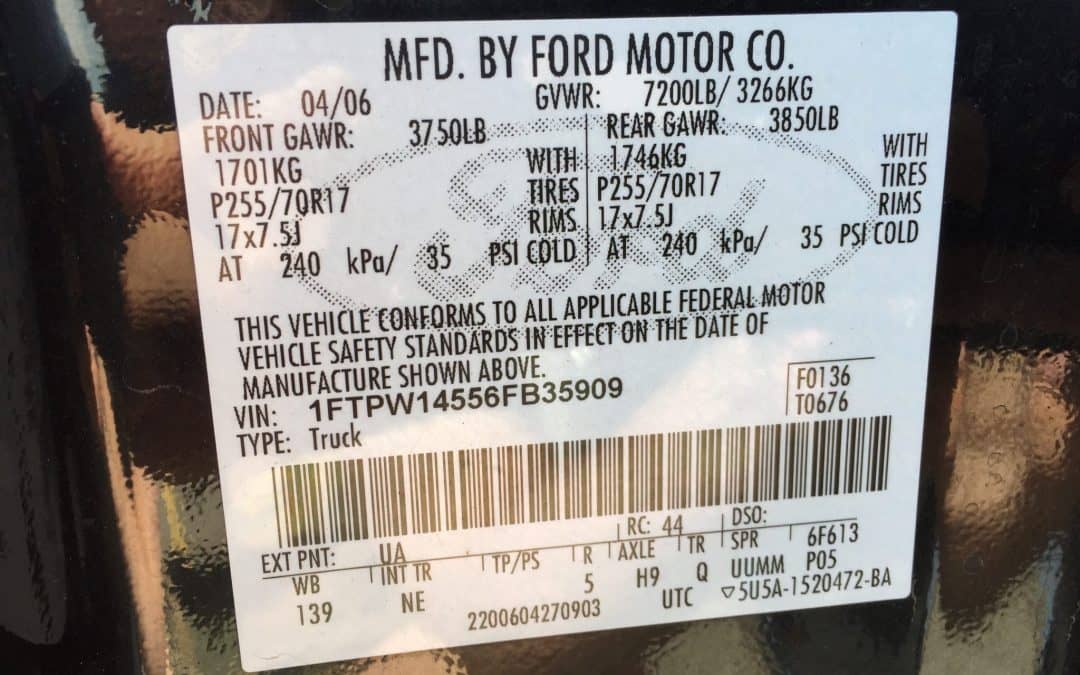 MFD. BY FORD MOTOR CO.
DATE: 04/06 GVWR: 7200LB/ 3266KG
FRONT GAWR: 3750LB REAR GAWR: 3850LB
1701KG WITH 1746KG WITH
P255/70R17 TIRES P255/70R17 TIRES
17x7.5J RIMS 17x7.5J RIMS
AT 240 kPa/ 35 PSI COLD AT 240 kPa/ 35 PSI COLD
THIS VEHICLE CONFORMS TO ALL APPLICABLE FEDERAL MOTOR
VEHICLE SAFETY STANDARDS IN EFFECT ON THE DATE OF
MANUFACTURE SHOWN ABOVE.
VIN: 1FTPW14556FB35909 F0136
TYPE: Truck T0676
EXT PNT: UA RC: 44 DSO:
WB INT TR TP/PS R AXLE TR SPR 6F613
139 NE 5 H9 Q UUMM P05
2200604270903 UTC ▽5U5A-1520472-BA
Ford